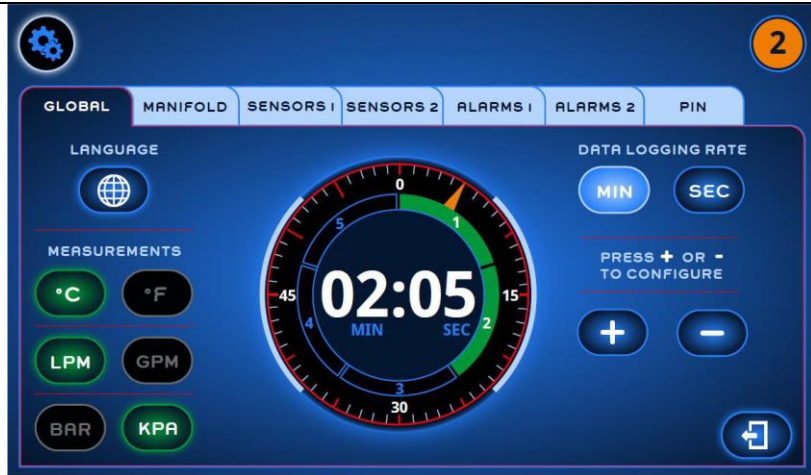 2
GLOBAL MANIFOLD SENSORS 1 SENSORS 2 ALARMS 1 ALARMS 2 PIN
LANGUAGE
MEASUREMENTS
°C °F
LPM GPM
BAR KPA
0
1
2
3
4
5
15
30
45
02:05
MIN SEC
DATA LOGGING RATE
MIN SEC
PRESS + OR -
TO CONFIGURE
+ -